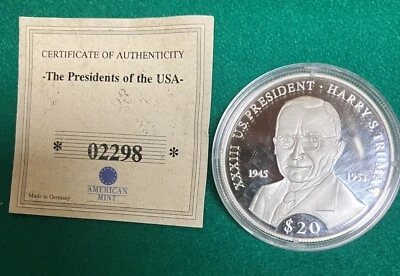 CERTIFICATE OF AUTHENTICITY
-The Presidents of the USA-
* 02298 *
AMERICAN
MINT
Made in Germany
XXXIII U.S. PRESIDENT · HARRY S. TRUMAN
1945
$20